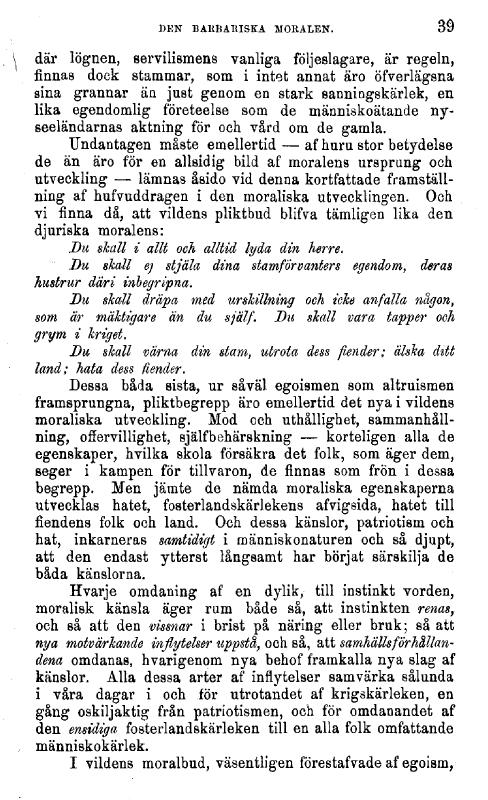 DEN BARBARISKA MORALEN. 39
där lögnen, servilismens vanliga följeslagare, är regeln,
finnas dock stammar, som i intet annat äro öfverlägsna
sina grannar än just genom en stark sanningskärlek, en
lika egendomlig företeelse som de människoätande ny-
seeländarnas aktning för och vård om de gamla.
Undantagen måste emellertid — af huru stor betydelse
de än äro för en allsidig bild af moralens ursprung och
utveckling — lämnas åsido vid denna kortfattade framställ-
ning af hufvuddragen i den moraliska utvecklingen. Och
vi finna då, att vildens pliktbud blifva tämligen lika den
djuriska moralens:
Du skall i allt och alltid lyda din herre.
Du skall ej stjäla dina stamförvanters egendom, deras
hustrur däri inbegripna.
Du skall dräpa med urskillning och icke anfalla någon,
som är mäktigare än du själf. Du skall vara tapper och
grym i kriget.
Du skall värna din stam, utrota dess fiender; älska ditt
land; hata dess fiender.
Dessa båda sista, ur såväl egoismen som altruismen
framsprungna, pliktbegrepp äro emellertid det nya i vildens
moraliska utveckling. Mod och uthållighet, sammanhåll-
ning, offervillighet, själfbehärskning — korteligen alla de
egenskaper, hvilka skola försäkra det folk, som äger dem,
seger i kampen för tillvaron, de finnas som frön i dessa
begrepp. Men jämte de nämda moraliska egenskaperna
utvecklas hatet, fosterlandskärlekens afvigsida, hatet till
fiendens folk och land. Och dessa känslor, patriotism och
hat, inkarneras samtidigt i människonaturen och så djupt,
att den endast ytterst långsamt har börjat särskilja de
båda känslorna.
Hvarje omdaning af en dylik, till instinkt vorden,
moralisk känsla äger rum både så, att instinkten renas,
och så att den vissnar i brist på näring eller bruk; så att
nya motvärkande inflytelser uppstå, och så, att samhällsförhållan-
dena omdanas, hvarigenom nya behof framkalla nya slag af
känslor. Alla dessa arter af inflytelser samvärka sålunda
i våra dagar i och för utrotandet af krigskärleken, en
gång oskiljaktig från patriotismen, och för omdanandet af
den ensidiga fosterlandskärleken till en alla folk omfattande
människokärlek.
I vildens moralbud, väsentligen förestafvade af egoism,